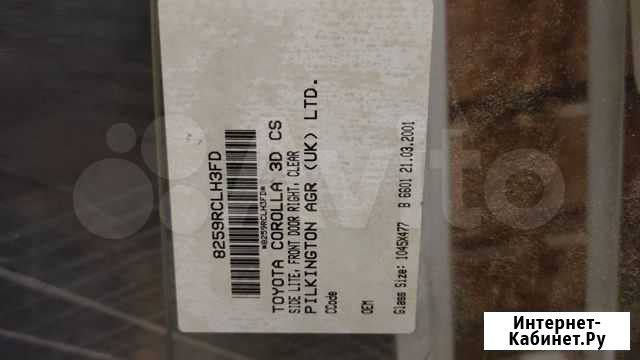 8259RCLH3FD
*8259RCLH3FD*
TOYOTA COROLLA 3D CS
SIDE LITE, FRONT DOOR RIGHT, CLEAR
PILKINGTON AGR (UK) LTD.
CCode
OEM
Glass Size: 1045X477 B 6601 21.03.2001
Avito
Интернет-
Кабинет.Ру